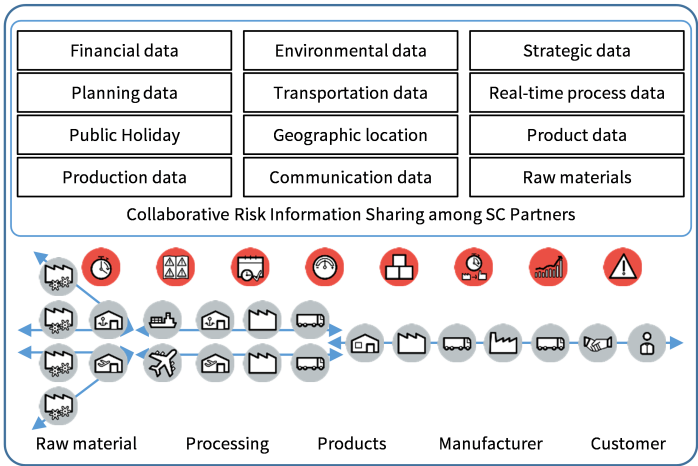 Financial data
Environmental data
Strategic data
Planning data
Transportation data
Real-time process data
Public Holiday
Geographic location
Product data
Production data
Communication data
Raw materials
Collaborative Risk Information Sharing among SC Partners
Raw material
Processing
Products
Manufacturer
Customer